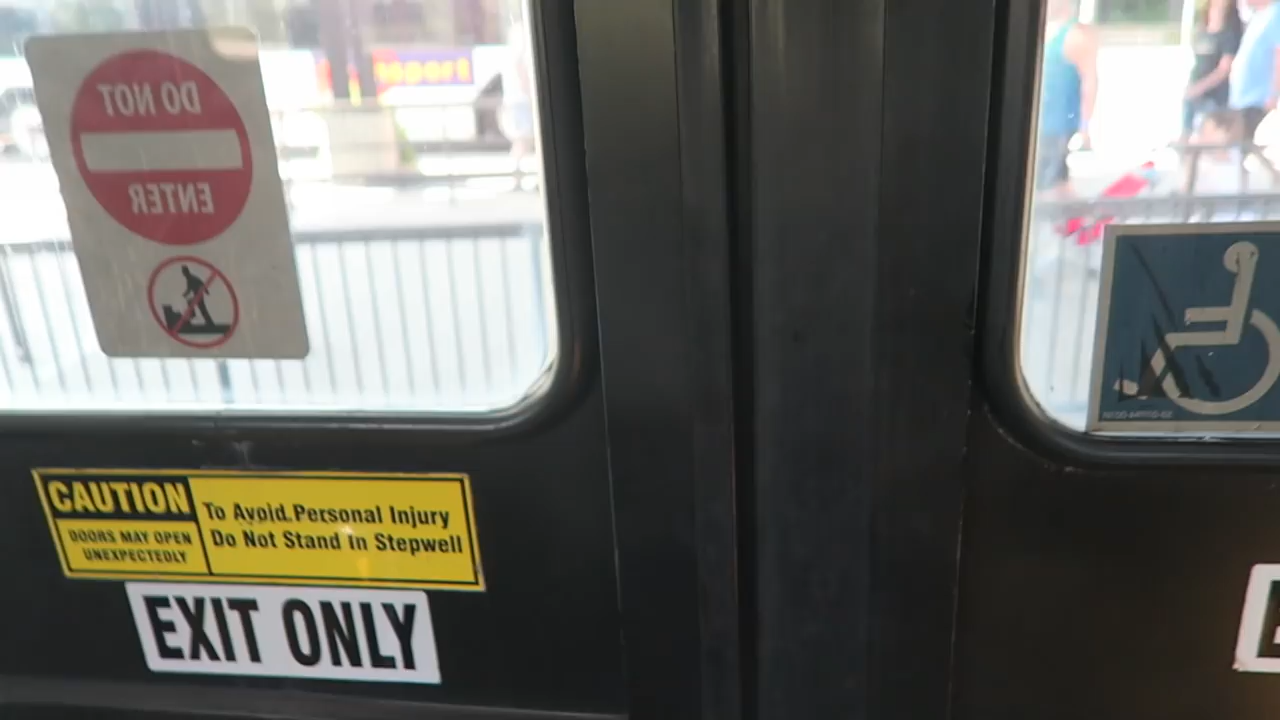 DO NOT
ENTER
CAUTION
DOORS MAY OPEN
UNEXPECTEDLY
To Avoid Personal Injury
Do Not Stand in Stepwell
EXIT ONLY